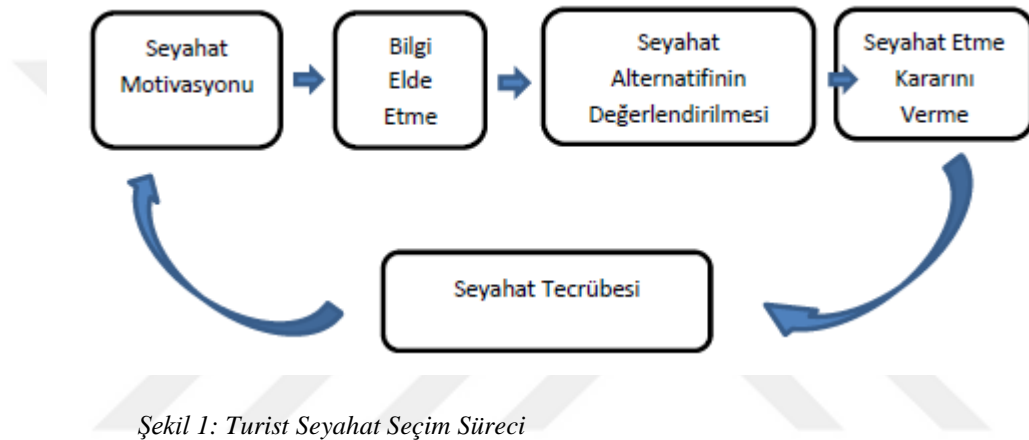 Seyahat
Motivasyonu
Bilgi
Elde
Etme
Seyahat
Alternatifinin
Değerlendirilmesi
Seyahat Etme
Kararını
Verme
Seyahat Tecrübesi
Şekil 1: Turist Seyahat Seçim Süreci